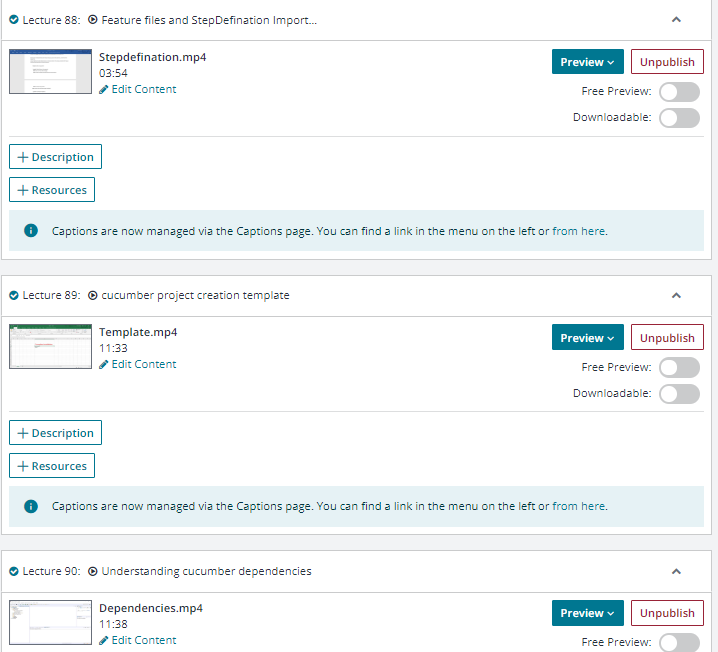 Lecture 88: Feature files and StepDefination Import...
Stepdefination.mp4
Preview
Unpublish
03:54
Edit Content
Free Preview:
Downloadable:
+ Description
+ Resources
Captions are now managed via the Captions page. You can find a link in the menu on the left or from here.
Lecture 89: cucumber project creation template
Template.mp4
Preview
Unpublish
11:33
Edit Content
Free Preview:
Downloadable:
+ Description
+ Resources
Captions are now managed via the Captions page. You can find a link in the menu on the left or from here.
Lecture 90: Understanding cucumber dependencies
Dependencies.mp4
Preview
Unpublish
11:38
Edit Content
Free Preview: